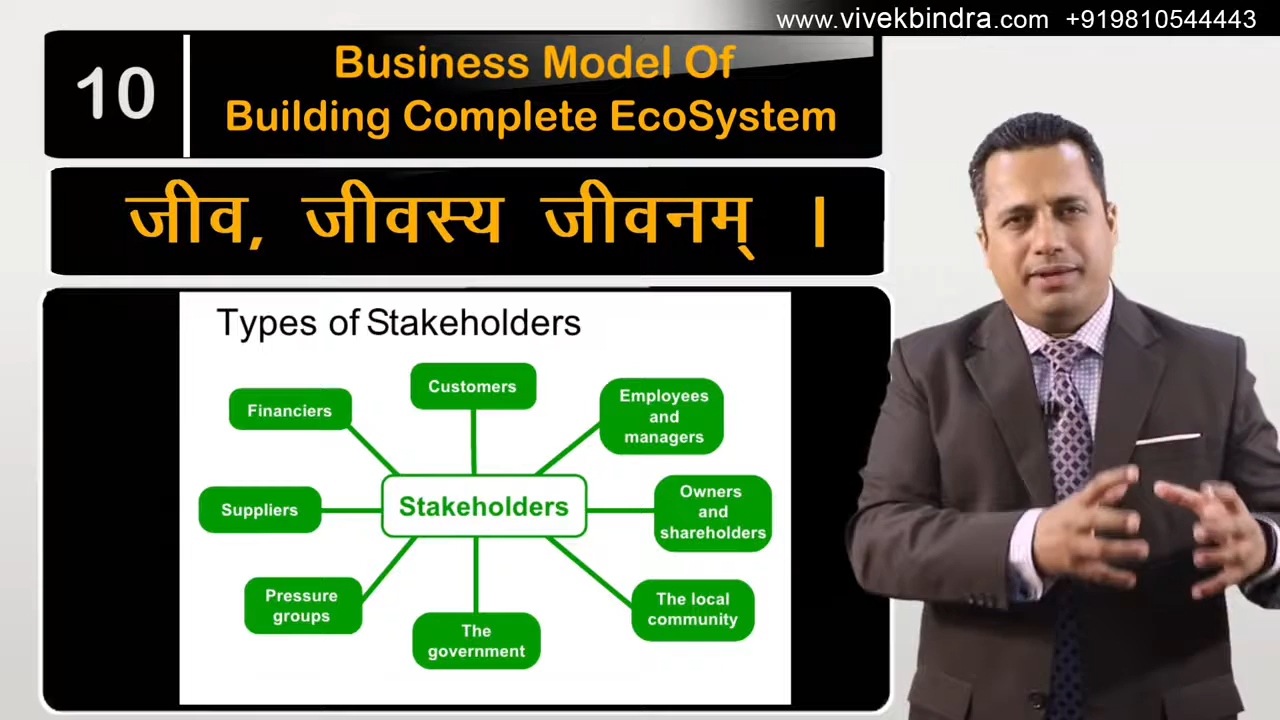 www.vivekbindra.com +919810544443
10
Business Model Of
Building Complete EcoSystem
जीव, जीवस्य जीवनम् ।
Types of Stakeholders
Customers
Financiers
Employees
and
managers
Suppliers
Stakeholders
Owners
and
shareholders
Pressure
groups
The local
community
The
government